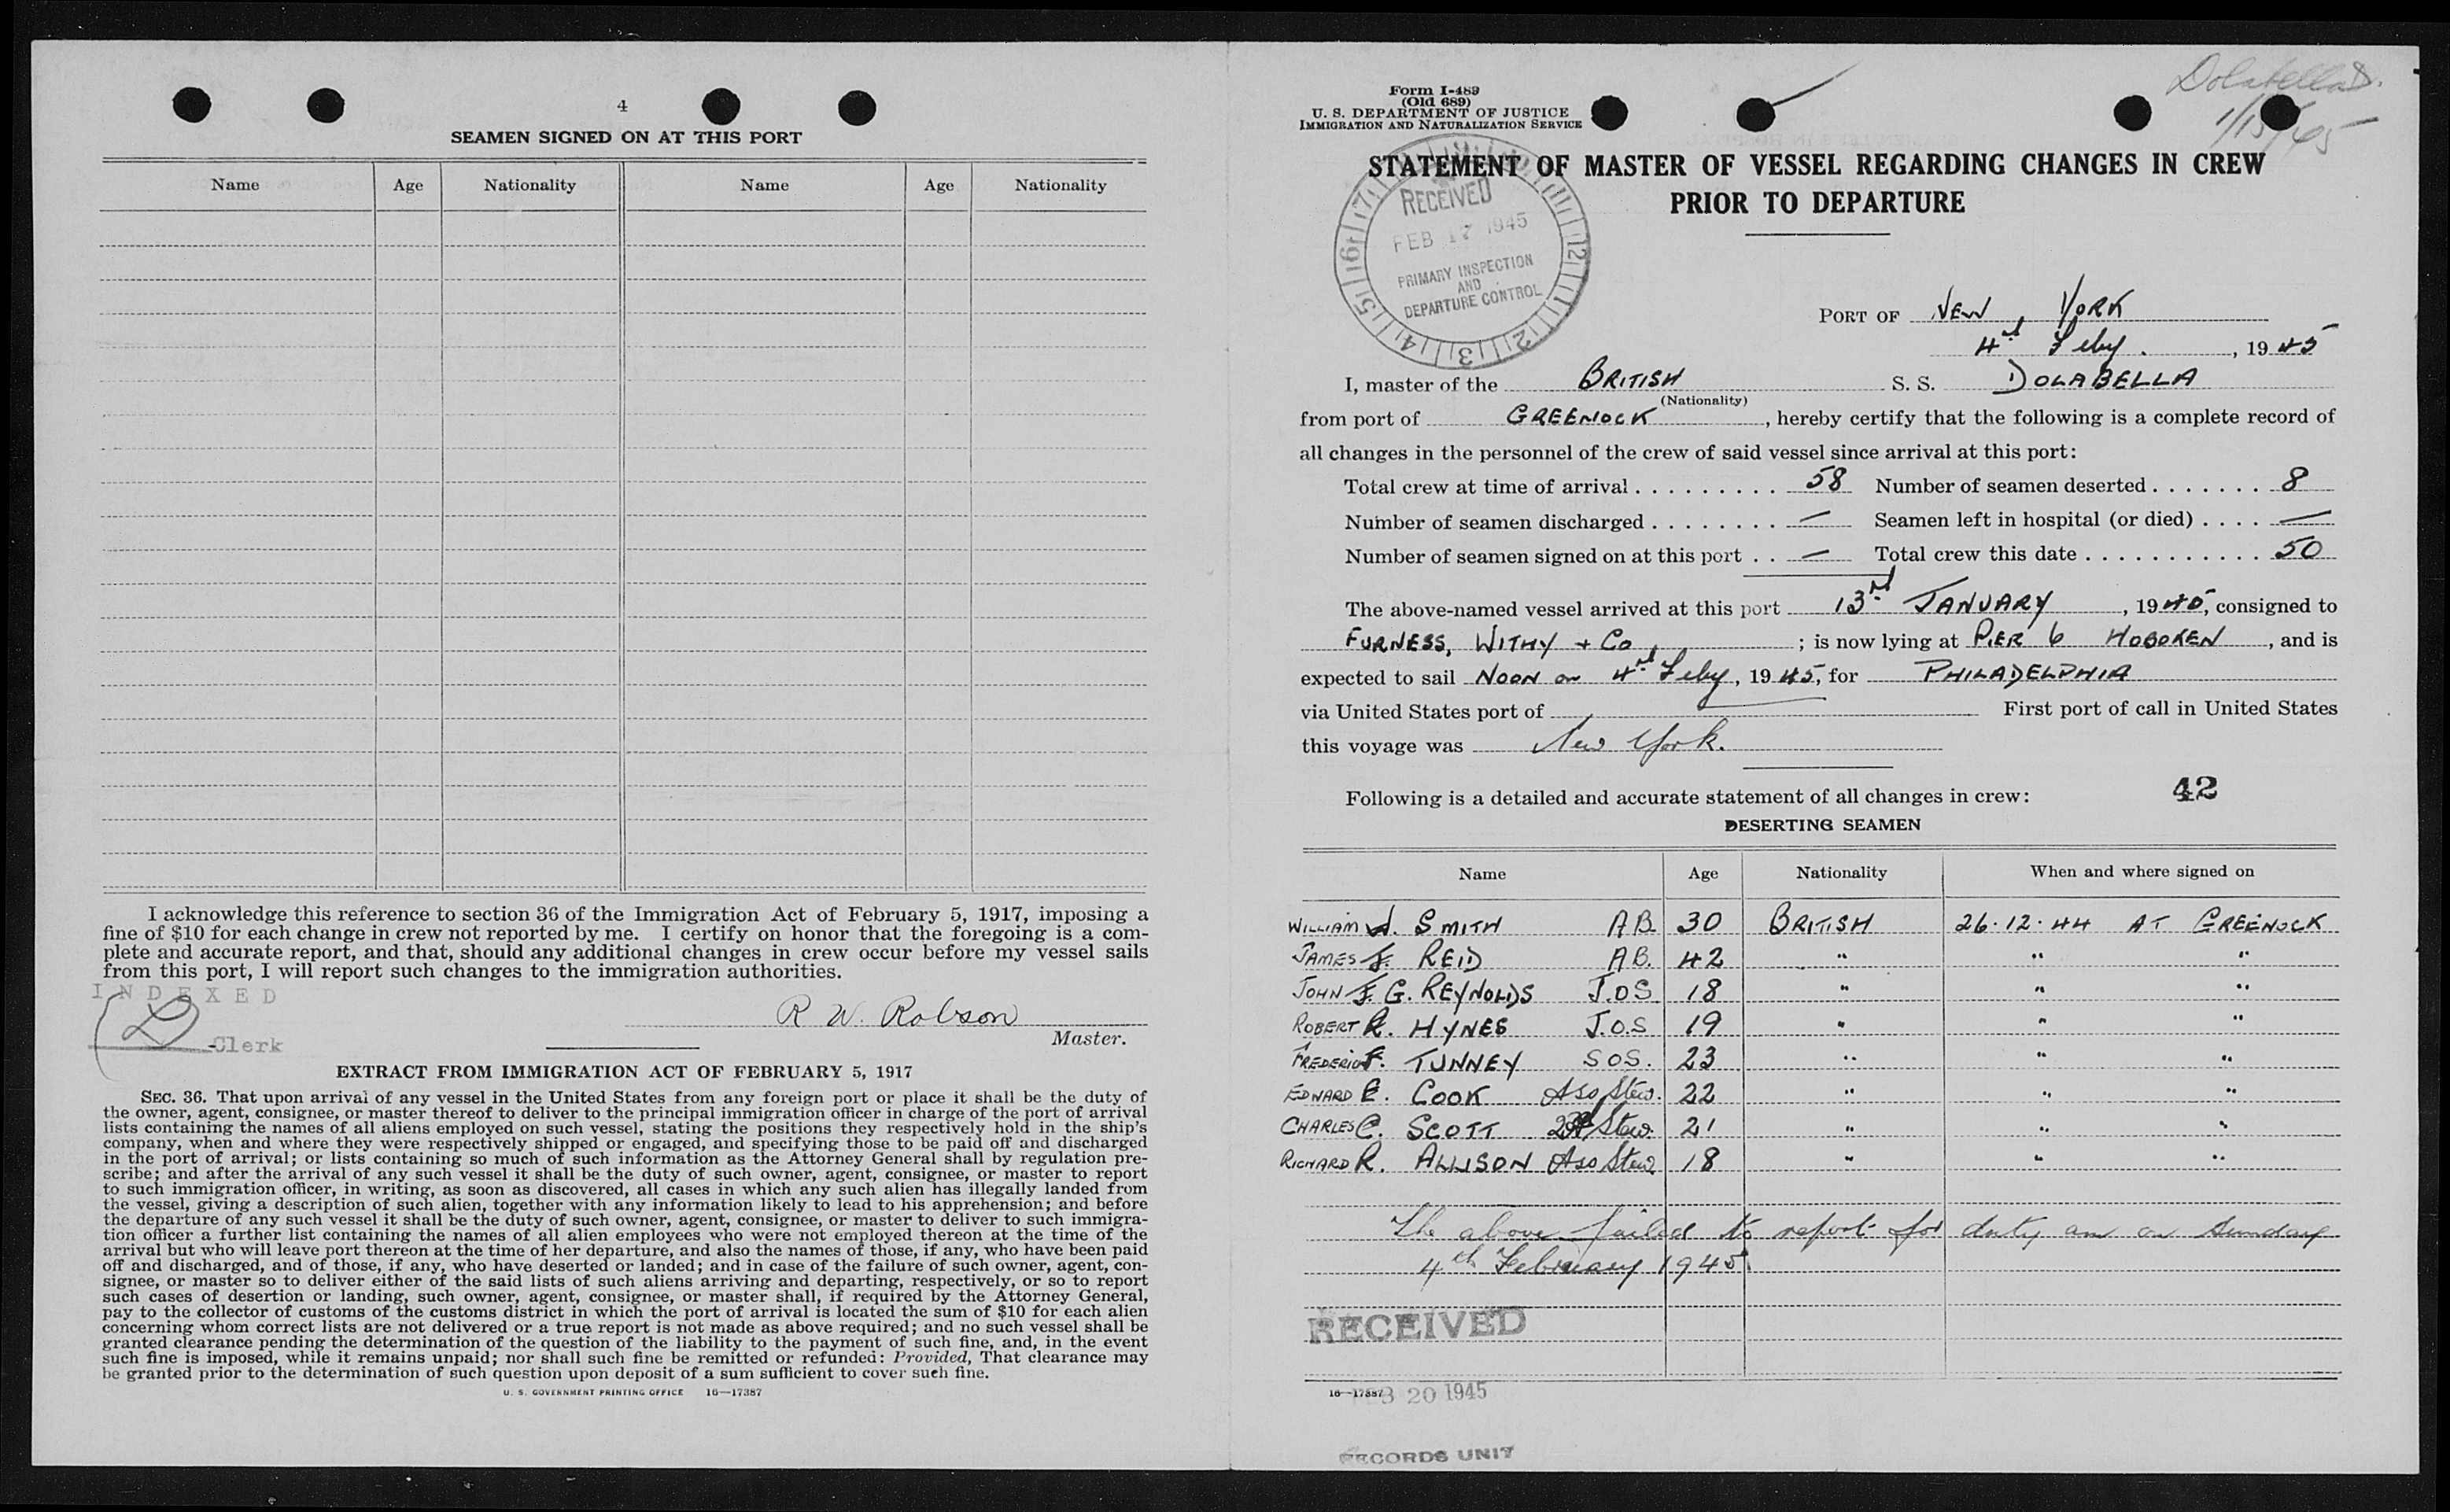 4
SEAMEN SIGNED ON AT THIS PORT
Name Age Nationality Name Age Nationality
I acknowledge this reference to section 36 of the Immigration Act of February 5, 1917, imposing a
fine of $10 for each change in crew not reported by me. I certify on honor that the foregoing is a com-
plete and accurate report, and that, should any additional changes in crew occur before my vessel sails
from this port, I will report such changes to the immigration authorities.
INDEXED
R W. Robson
Clerk
Master.
EXTRACT FROM IMMIGRATION ACT OF FEBRUARY 5, 1917
SEC. 36. That upon arrival of any vessel in the United States from any foreign port or place it shall be the duty of
the owner, agent, consignee, or master thereof to deliver to the principal immigration officer in charge of the port of arrival
lists containing the names of all aliens employed on such vessel, stating the positions they respectively hold in the ship's
company, when and where they were respectively shipped or engaged, and specifying those to be paid off and discharged
in the port of arrival; or lists containing so much of such information as the Attorney General shall by regulation pre-
scribe; and after the arrival of any such vessel it shall be the duty of such owner, agent, consignee, or master to report
to such immigration officer, in writing, as soon as discovered, all cases in which any such alien has illegally landed from
the vessel, giving a description of such alien, together with any information likely to lead to his apprehension; and before
the departure of any such vessel it shall be the duty of such owner, agent, consignee, or master to deliver to such immigra-
tion officer a further list containing the names of all alien employees who were not employed thereon at the time of the
arrival but who will leave port thereon at the time of her departure, and also the names of those, if any, who have been paid
off and discharged, and of those, if any, who have deserted or landed; and in case of the failure of such owner, agent, con-
signee, or master so to deliver either of the said lists of such aliens arriving and departing, respectively, or so to report
such cases of desertion or landing, such owner, agent, consignee, or master shall, if required by the Attorney General,
pay to the collector of customs of the customs district in which the port of arrival is located the sum of $10 for each alien
concerning whom correct lists are not delivered or a true report is not made as above required; and no such vessel shall be
granted clearance pending the determination of the question of the liability to the payment of such fine, and, in the event
such fine is imposed, while it remains unpaid; nor shall such fine be remitted or refunded: Provided, That clearance may
be granted prior to the determination of such question upon deposit of a sum sufficient to cover such fine.
U. S. GOVERNMENT PRINTING OFFICE 16—17387
Dolabella
1/15/45
Form I-489
(Old 689)
U. S. DEPARTMENT OF JUSTICE
IMMIGRATION AND NATURALIZATION SERVICE
STATEMENT OF MASTER OF VESSEL REGARDING CHANGES IN CREW
PRIOR TO DEPARTURE
RECEIVED
FEB 17 1945
PRIMARY INSPECTION
AND
DEPARTURE CONTROL
PORT OF NEW YORK
4th Feby. , 1945
I, master of the BRITISH S. S. DOLABELLA
(Nationality)
from port of GREENOCK , hereby certify that the following is a complete record of
all changes in the personnel of the crew of said vessel since arrival at this port:
Total crew at time of arrival 58 Number of seamen deserted 8
Number of seamen discharged — Seamen left in hospital (or died) —
Number of seamen signed on at this port — Total crew this date 50
The above-named vessel arrived at this port 13rd JANUARY , 1945, consigned to
FURNESS, WITHY + Co, ; is now lying at PIER 6 HOBOKEN , and is
expected to sail NOON on 4th Feby, 1945, for PHILADELPHIA
via United States port of First port of call in United States
this voyage was New York.
42
Following is a detailed and accurate statement of all changes in crew:
DESERTING SEAMEN
Name Age Nationality When and where signed on
WILLIAM W. SMITH AB 30 BRITISH 26.12.44 AT GREENOCK
JAMES J. REID AB. 42 " " "
JOHN J. G. REYNOLDS J.OS 18 " " "
ROBERT R. HYNES J.O.S 19 " " "
FREDERICK F. TUNNEY SOS. 23 " " "
EDWARD E. COOK Ass Stew. 22 " " "
CHARLES C. SCOTT 2nd Stew. 21 " " "
RICHARD R. ALLISON Ass Stew 18 " " "
The above failed to report for duty am on Sunday
4th February 1945.
RECEIVED
16—17387
FEB 20 1945
RECORDS UNIT